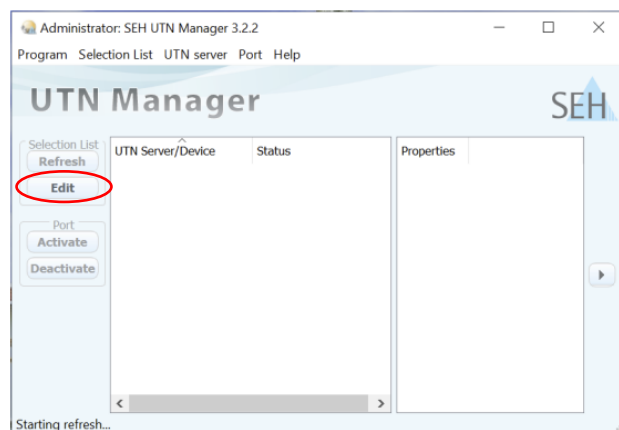 Administrator: SEH UTN Manager 3.2.2
Program Selection List UTN server Port Help
UTN Manager
SEH
Selection List
Refresh
Edit
Port
Activate
Deactivate
UTN Server/Device Status
Properties
Starting refresh...